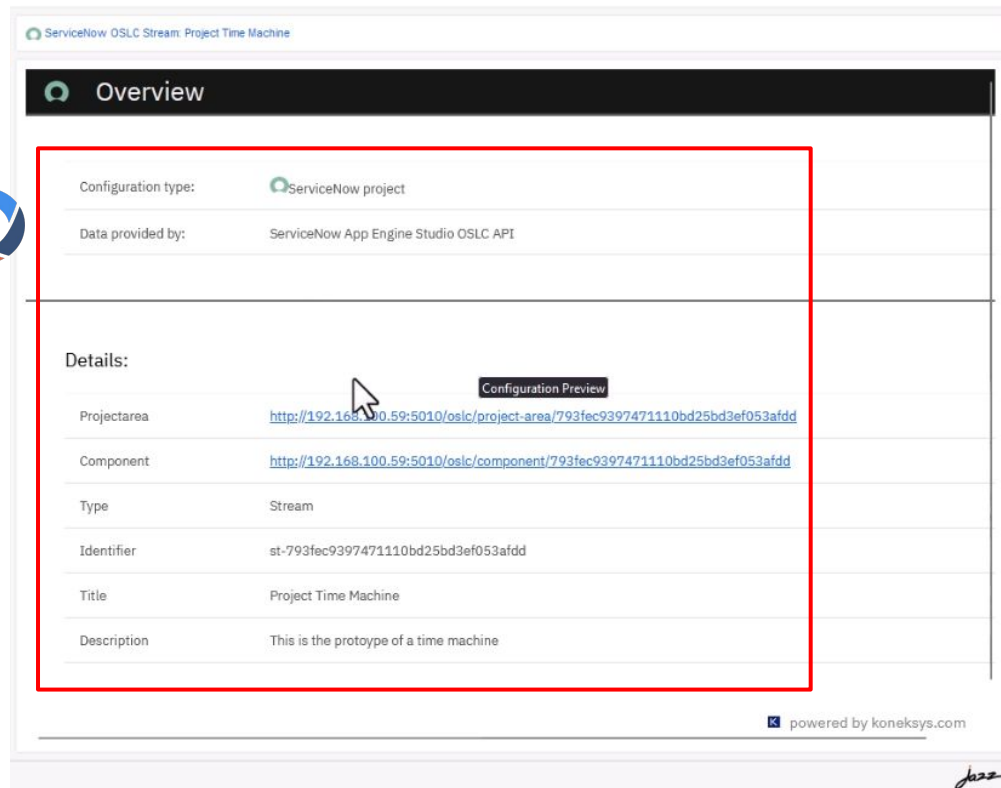 ServiceNow OSLC Stream: Project Time Machine
Overview
Configuration type: ServiceNow project
Data provided by: ServiceNow App Engine Studio OSLC API
Details:
Configuration Preview
Projectarea http://192.168.100.59:5010/oslc/project-area/793fec9397471110bd25bd3ef053afdd
Component http://192.168.100.59:5010/oslc/component/793fec9397471110bd25bd3ef053afdd
Type Stream
Identifier st-793fec9397471110bd25bd3ef053afdd
Title Project Time Machine
Description This is the protoype of a time machine
K powered by koneksys.com
jazz